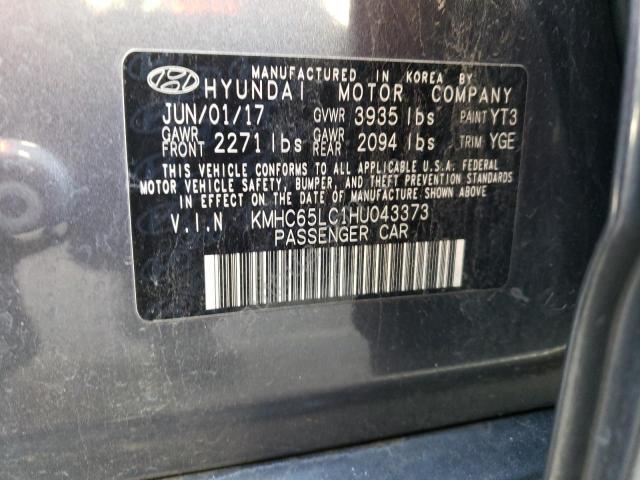 MANUFACTURED IN KOREA BY
HYUNDAI MOTOR COMPANY
JUN/01/17 GVWR 3935 lbs PAINT YT3
GAWR FRONT 2271 lbs GAWR REAR 2094 lbs TRIM YGE
THIS VEHICLE CONFORMS TO ALL APPLICABLE U.S.A. FEDERAL
MOTOR VEHICLE SAFETY, BUMPER, AND THEFT PREVENTION STANDARDS
IN EFFECT ON THE DATE OF MANUFACTURE SHOWN ABOVE.
V.I.N KMHC65LC1HU043373
PASSENGER CAR